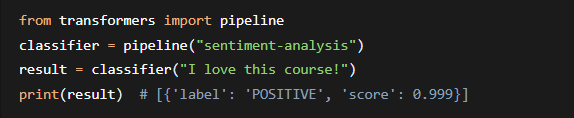 from transformers import pipeline
classifier = pipeline("sentiment-analysis")
result = classifier("I love this course!")
print(result)  # [{'label': 'POSITIVE', 'score': 0.999}]